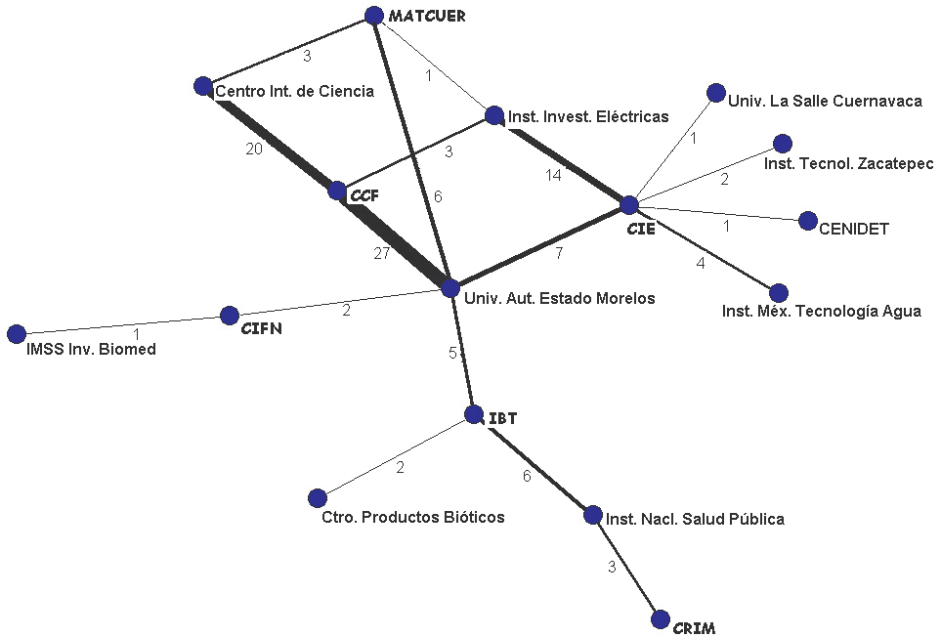 MATCUER
3
Centro Int. de Ciencia
1
Univ. La Salle Cuernavaca
Inst. Invest. Eléctricas
1
20
3
Inst. Tecnol. Zacatepec
14
2
CCF
6
CIE
1
CENIDET
27
7
4
Univ. Aut. Estado Morelos
2
Inst. Méx. Tecnología Agua
CIFN
1
IMSS Inv. Biomed
5
IBT
2
6
Ctro. Productos Bióticos
Inst. Nacl. Salud Pública
3
CRIM